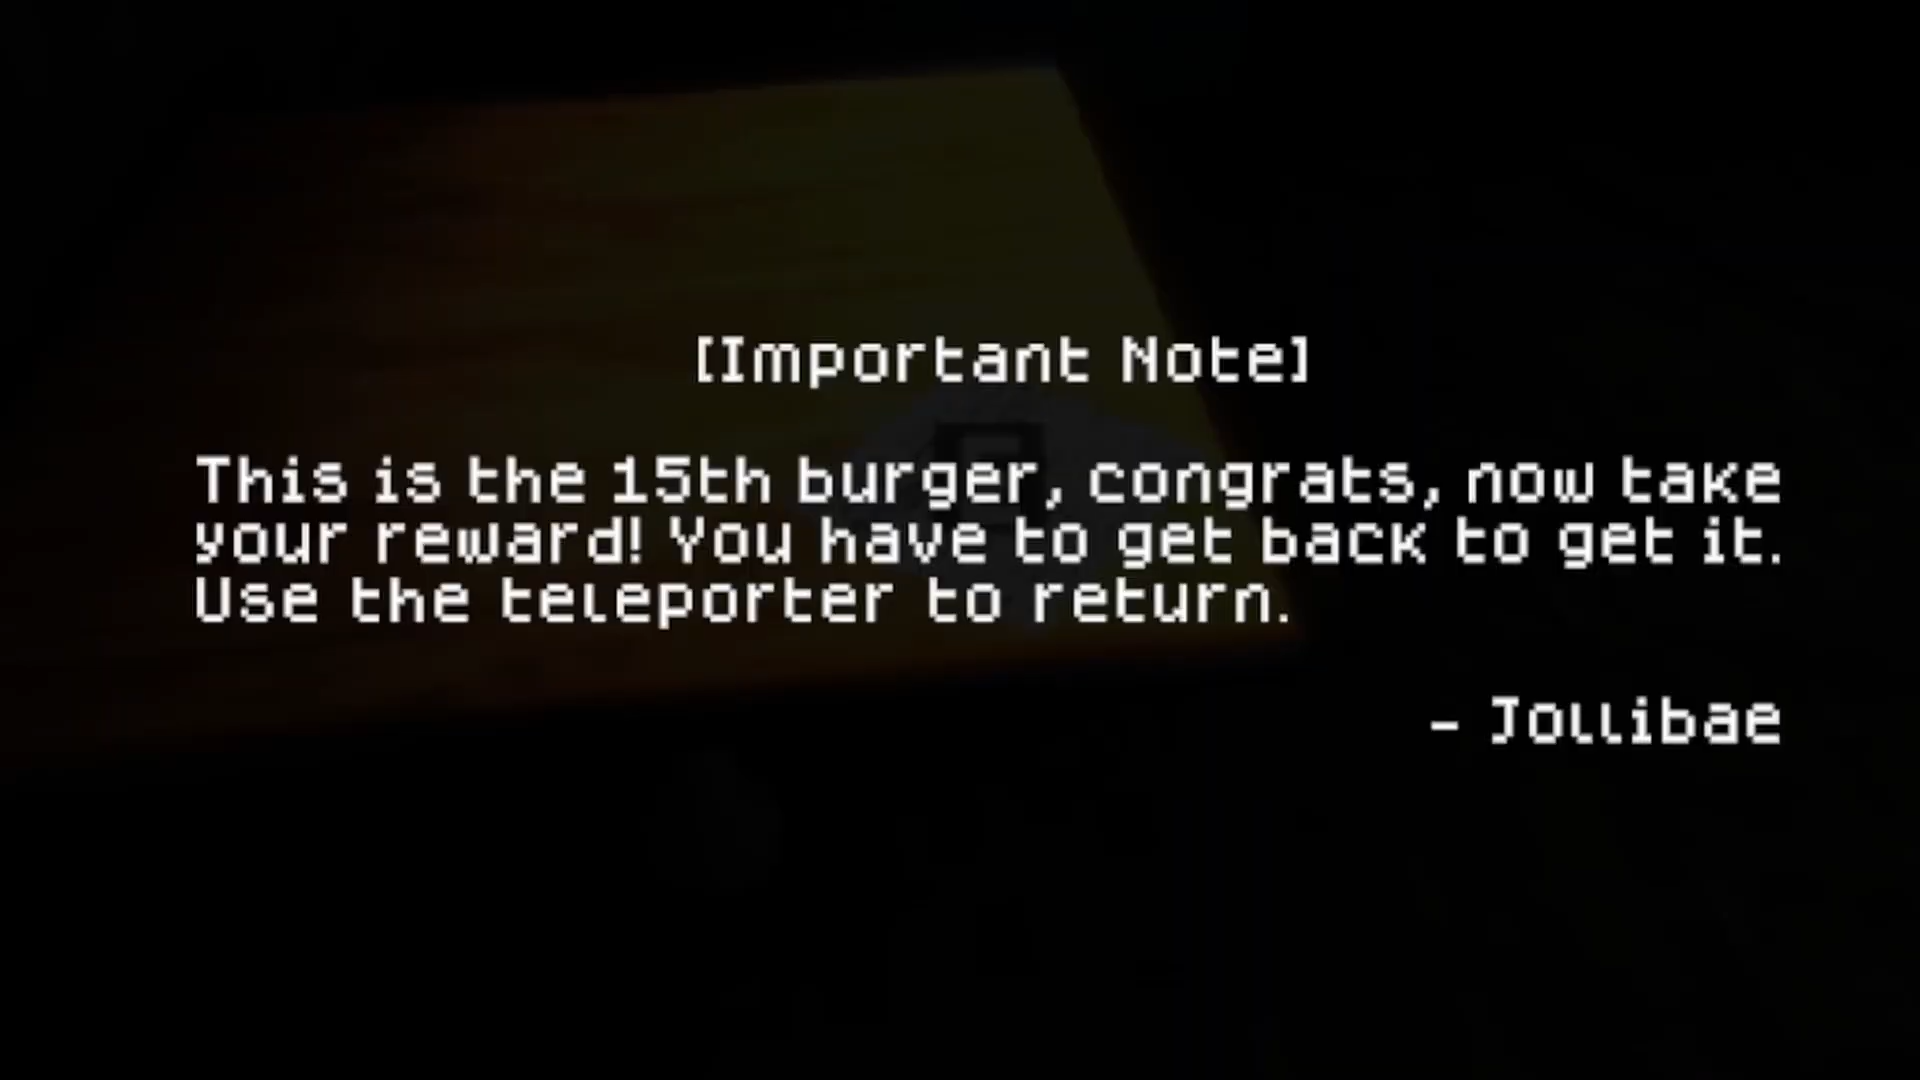 [Important Note]
This is the 15th burger, congrats, now take
your reward! You have to get back to get it.
Use the teleporter to return.
- Jollibae
E